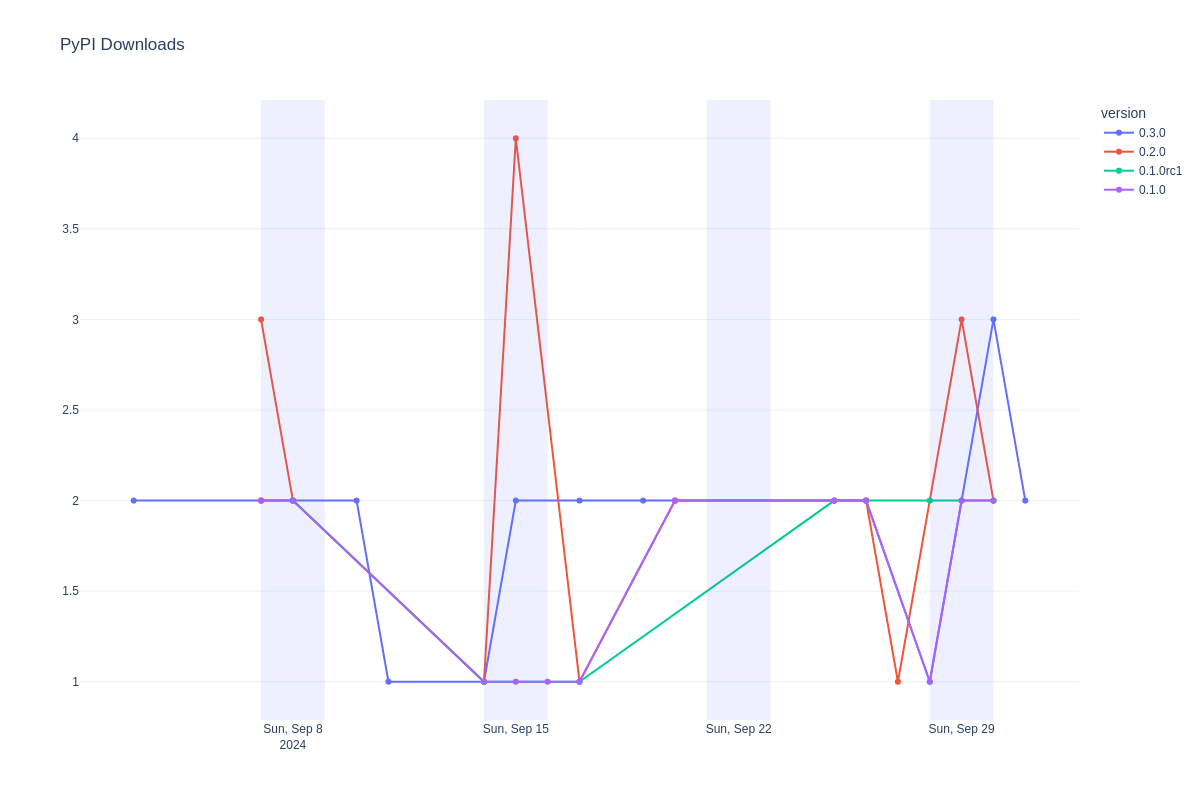 PyPI Downloads
version
0.3.0
0.2.0
0.1.0rc1
0.1.0
4
3.5
3
2.5
2
1.5
1
Sun, Sep 8
2024
Sun, Sep 15
Sun, Sep 22
Sun, Sep 29